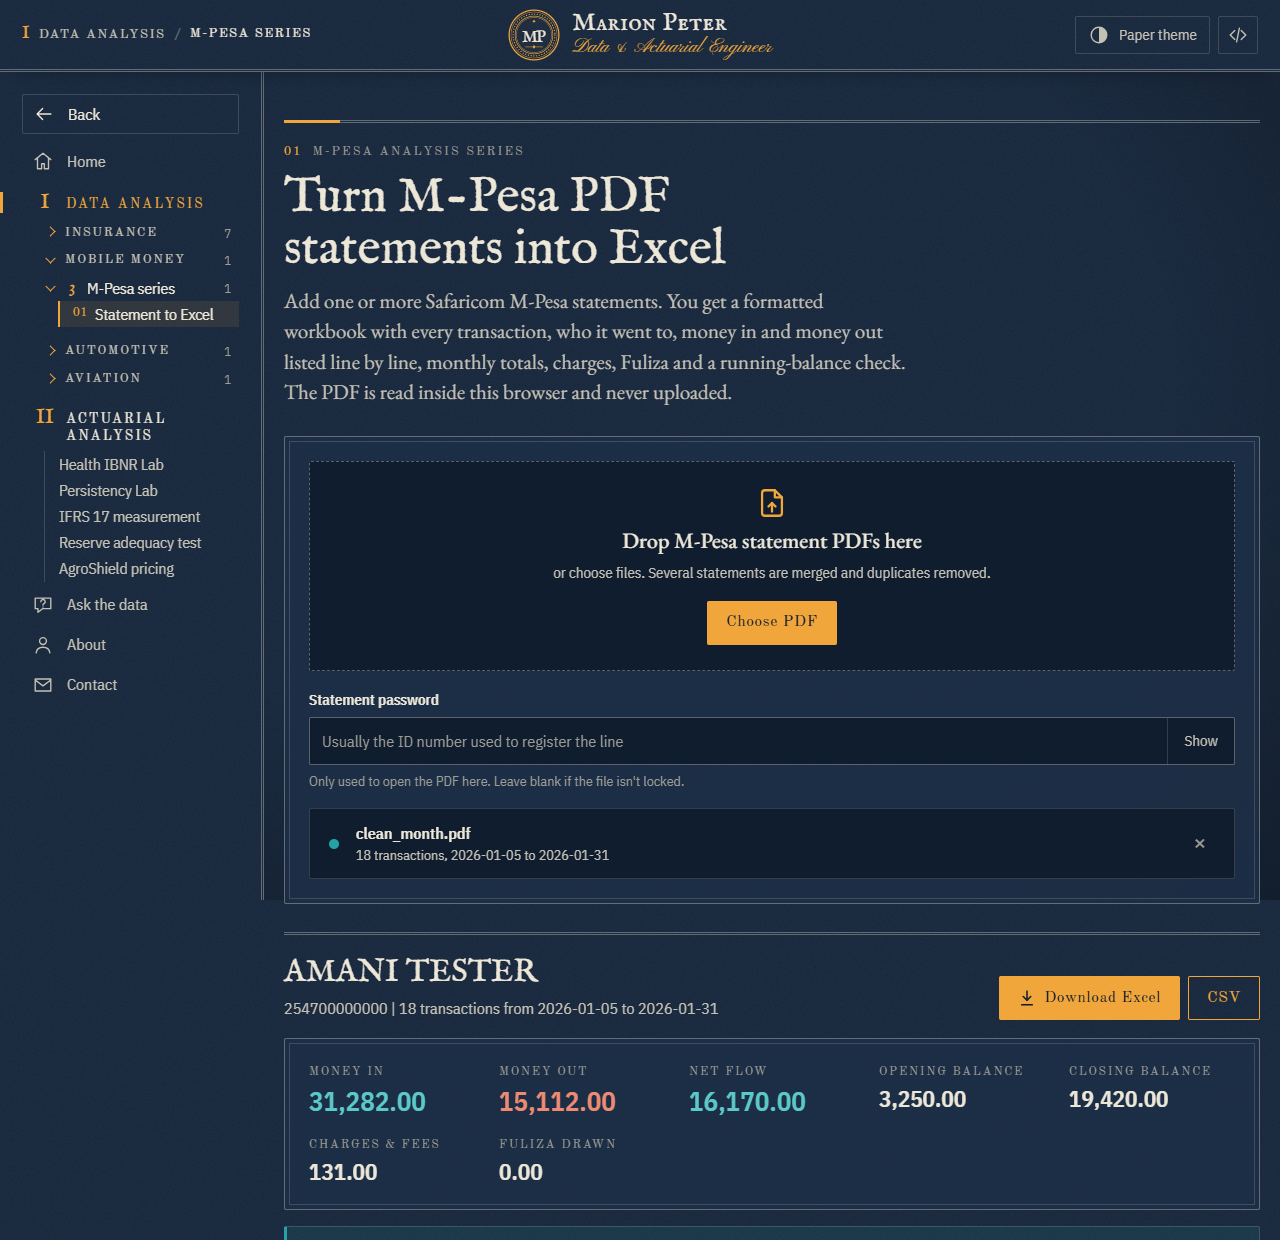 I DATA ANALYSIS / M-PESA SERIES
MP
Marion Peter
Data & Actuarial Engineer
Paper theme
Back
Home
I DATA ANALYSIS
INSURANCE 7
MOBILE MONEY 1
3 M-Pesa series 1
01 Statement to Excel
AUTOMOTIVE 1
AVIATION 1
II ACTUARIAL
ANALYSIS
Health IBNR Lab
Persistency Lab
IFRS 17 measurement
Reserve adequacy test
AgroShield pricing
Ask the data
About
Contact
01 M-PESA ANALYSIS SERIES
Turn M-Pesa PDF
statements into Excel
Add one or more Safaricom M-Pesa statements. You get a formatted
workbook with every transaction, who it went to, money in and money out
listed line by line, monthly totals, charges, Fuliza and a running-balance check.
The PDF is read inside this browser and never uploaded.
Drop M-Pesa statement PDFs here
or choose files. Several statements are merged and duplicates removed.
Choose PDF
Statement password
Usually the ID number used to register the line
Show
Only used to open the PDF here. Leave blank if the file isn't locked.
clean_month.pdf
18 transactions, 2026-01-05 to 2026-01-31
AMANI TESTER
254700000000 | 18 transactions from 2026-01-05 to 2026-01-31
Download Excel
CSV
MONEY IN
31,282.00
MONEY OUT
15,112.00
NET FLOW
16,170.00
OPENING BALANCE
3,250.00
CLOSING BALANCE
19,420.00
CHARGES & FEES
131.00
FULIZA DRAWN
0.00